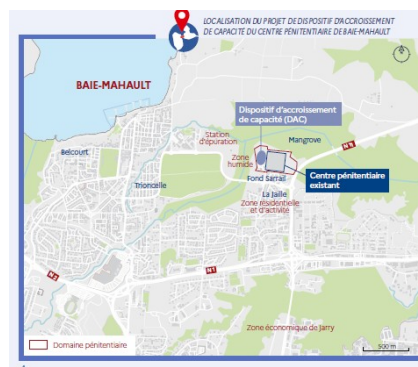 LOCALISATION DU PROJET DE DISPOSITIF D'ACCROISSEMENT
DE CAPACITÉ DU CENTRE PÉNITENTIAIRE DE BAIE-MAHAULT
BAIE-MAHAULT
Dispositif d'accroissement
de capacité (DAC)
Station
d'épuration
Mangrove
Belcourt
Zone
humide
Centre pénitentiaire
existant
Trioncelle
Fond Sarrail
La Jaille
Zone résidentielle
et d'activité
N1
Zone économique de Jarry
Domaine pénitentiaire
500 m